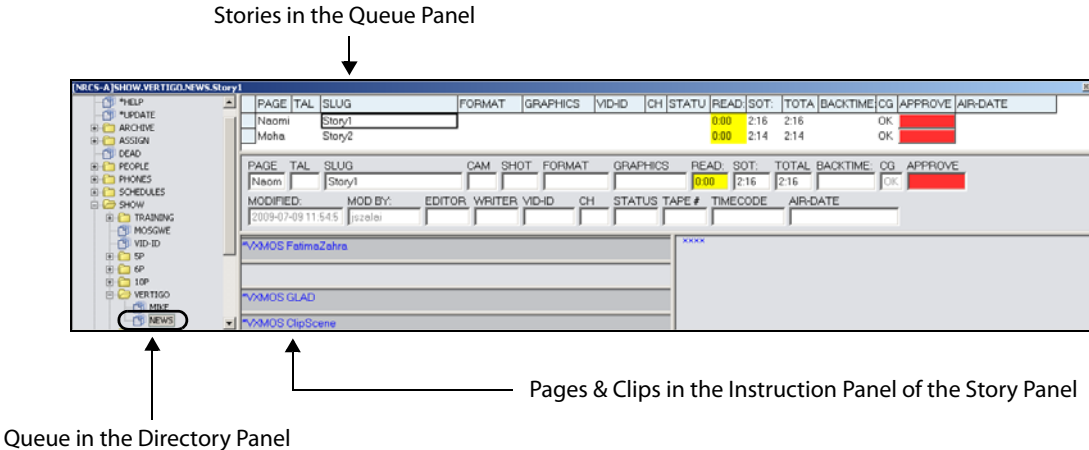 Stories in the Queue Panel
[NRCS-A]SHOW.VERTIGO.NEWS.Story1
*HELP
*UPDATE
ARCHIVE
ASSIGN
DEAD
PEOPLE
PHONES
SCHEDULES
SHOW
TRAINING
MOSGWE
VID-ID
5P
6P
10P
VERTIGO
MIKE
NEWS
PAGE TAL SLUG FORMAT GRAPHICS VID-ID CH STATU READ: SOT: TOTA BACKTIME CG APPROVE AIR-DATE
Naomi Story1 0:00 2:16 2:16 OK
Moha Story2 0:00 2:14 2:14 OK
PAGE TAL SLUG CAM SHOT FORMAT GRAPHICS READ: SOT: TOTAL BACKTIME: CG APPROVE
Naom Story1 0:00 2:16 2:16 OK
MODIFIED: MOD BY: EDITOR WRITER VID-ID CH STATUS TAPE # TIMECODE AIR-DATE
2009-07-09 11:54:5 jszalai
*VXMOS FatimaZahra
xxxx
*VXMOS GLAD
*VXMOS ClipScene
Pages & Clips in the Instruction Panel of the Story Panel
Queue in the Directory Panel